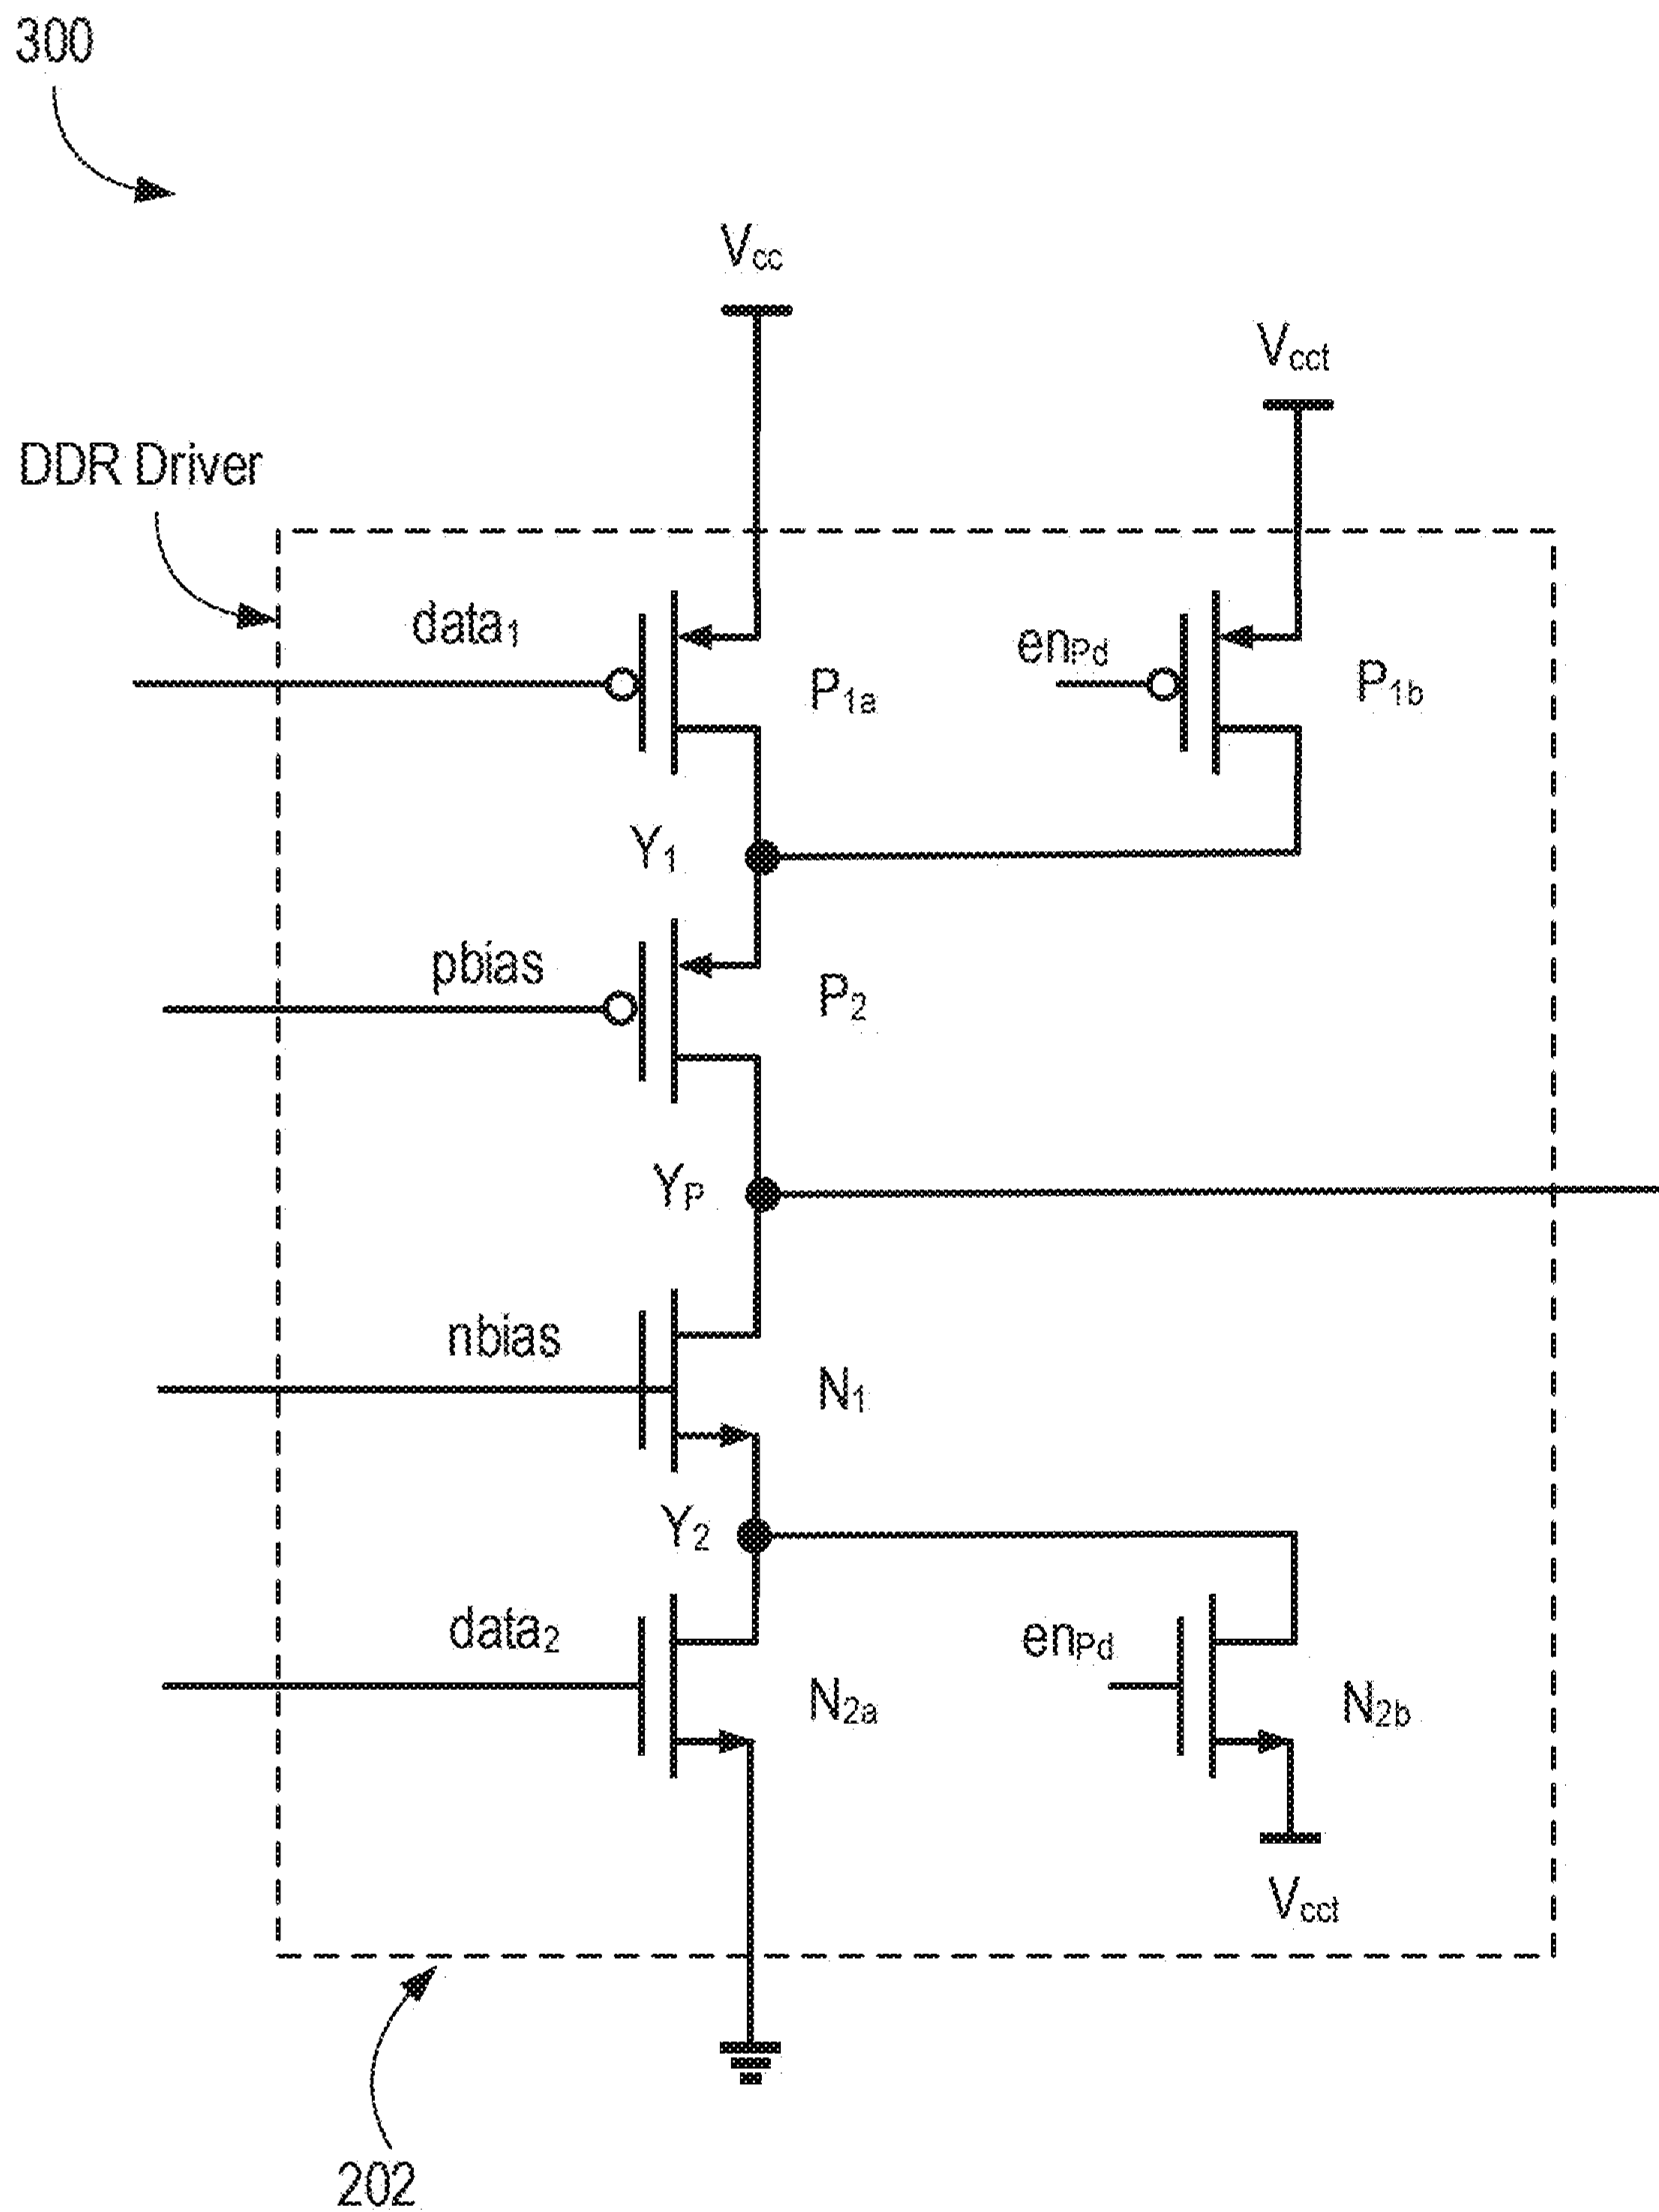 300
Vcc
Vcct
DDR Driver
data₁
enPd
P₁ₐ
P1b
Y₁
pbias
P₂
YP
nbias
N₁
Y₂
data₂
enPd
N₂ₐ
N2b
Vcct
202